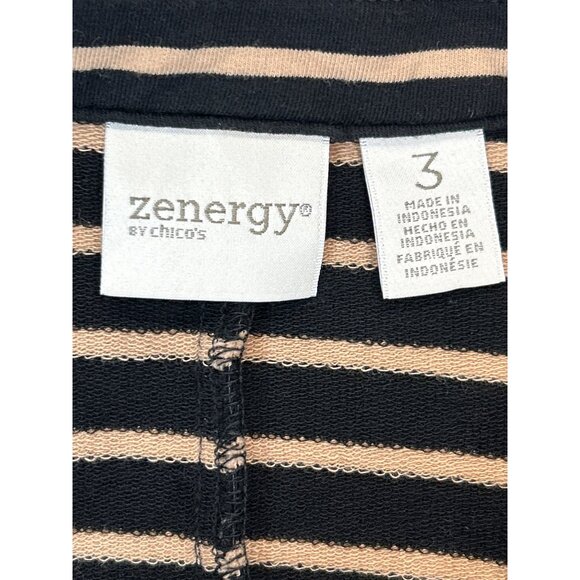 zenergy®
BY chico's
3
MADE IN
INDONESIA
HECHO EN
INDONESIA
FABRIQUÉ EN
INDONÉSIE